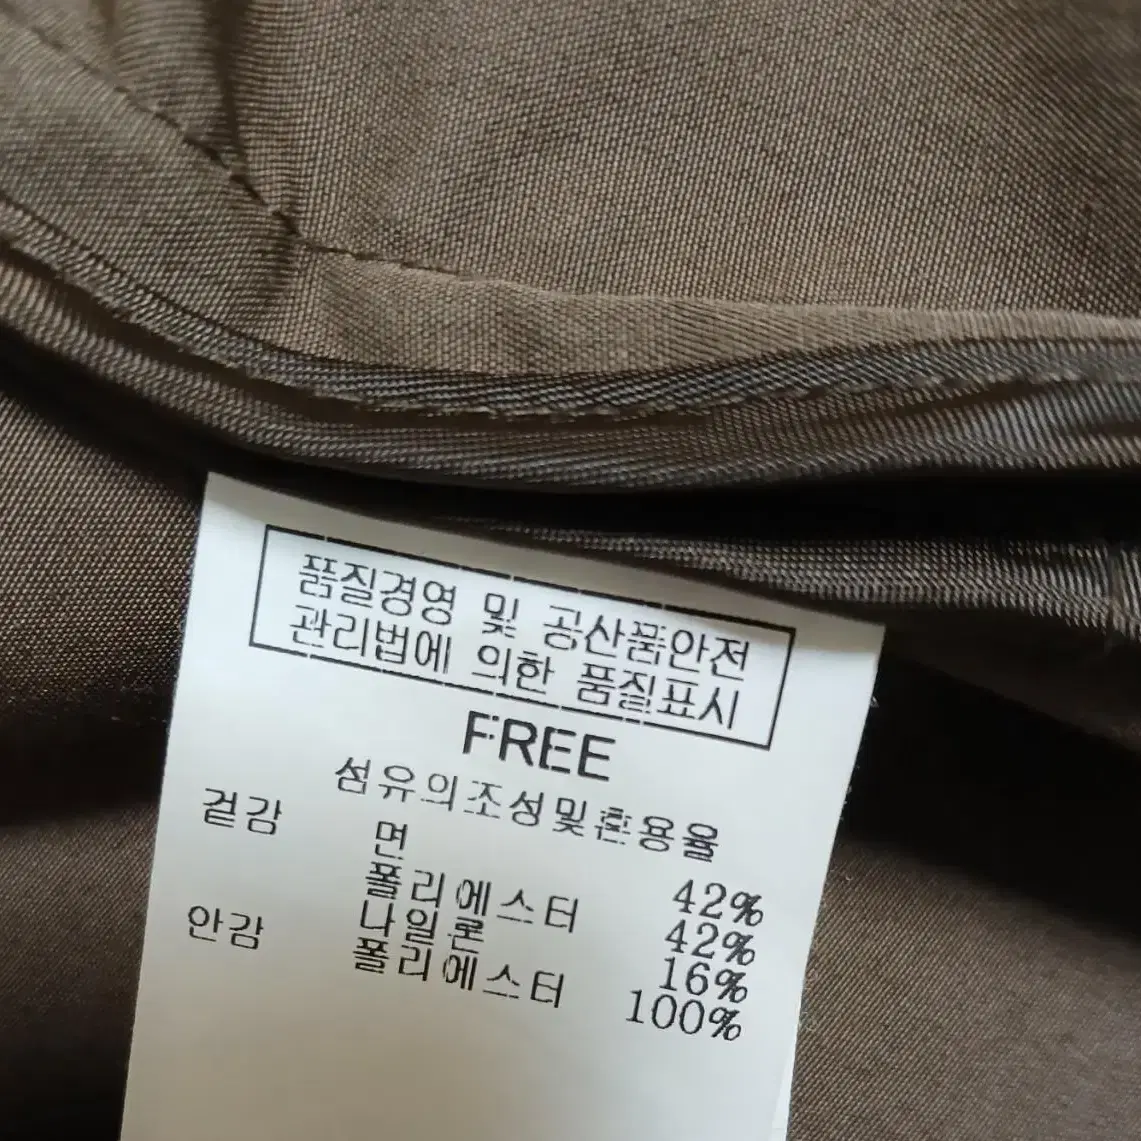 품질경영 및 공산품안전
관리법에 의한 품질표시
FREE
섬유의조성및혼용율
겉감 면 42%
폴리에스터 42%
나일론 16%
안감 폴리에스터 100%